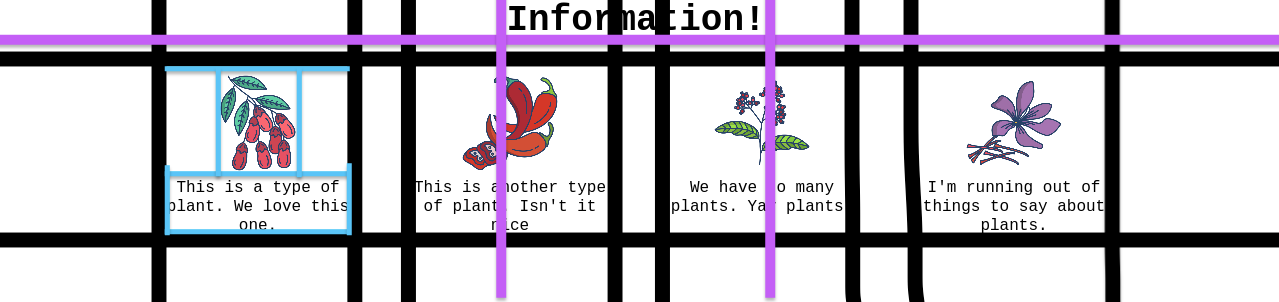 Information!
This is a type of
plant. We love this
one.
This is another type
of plant. Isn't it
nice
We have so many
plants. Yay plants
I'm running out of
things to say about
plants.